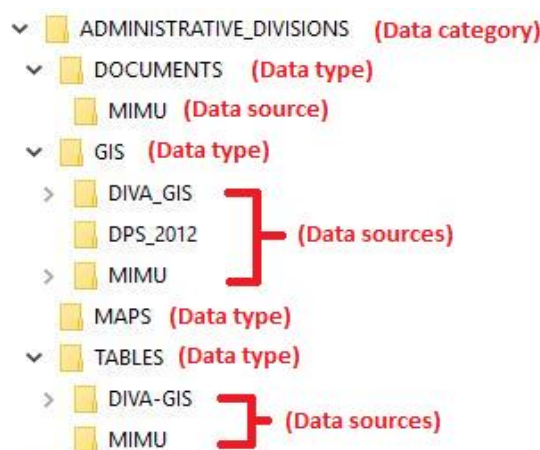 ADMINISTRATIVE_DIVISIONS (Data category)
DOCUMENTS (Data type)
MIMU (Data source)
GIS (Data type)
DIVA_GIS
DPS_2012 (Data sources)
MIMU
MAPS (Data type)
TABLES (Data type)
DIVA-GIS
(Data sources)
MIMU